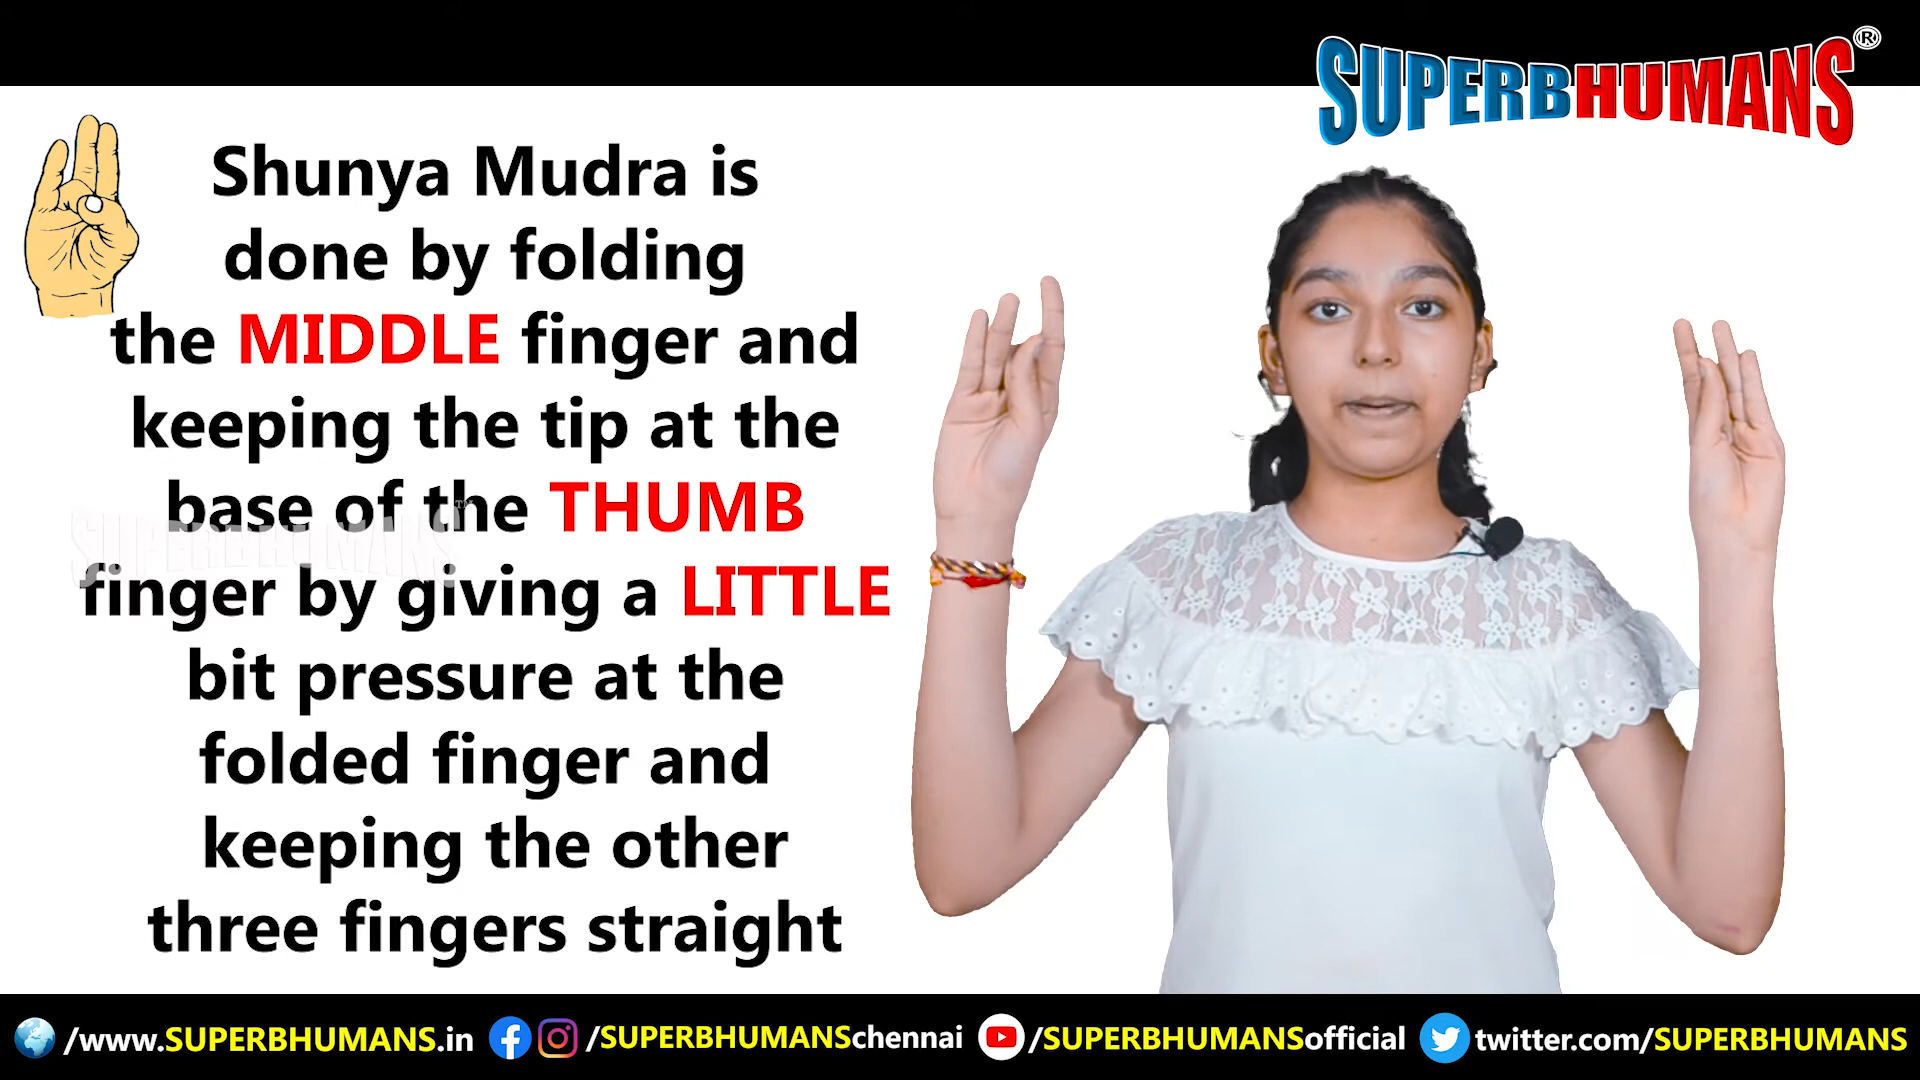 SUPERBHUMANS®
Shunya Mudra is
done by folding
the MIDDLE finger and
keeping the tip at the
base of the THUMB
SUPERBHUMANS™
finger by giving a LITTLE
bit pressure at the
folded finger and
keeping the other
three fingers straight
/www.SUPERBHUMANS.in /SUPERBHUMANSchennai /SUPERBHUMANSofficial twitter.com/SUPERBHUMANS